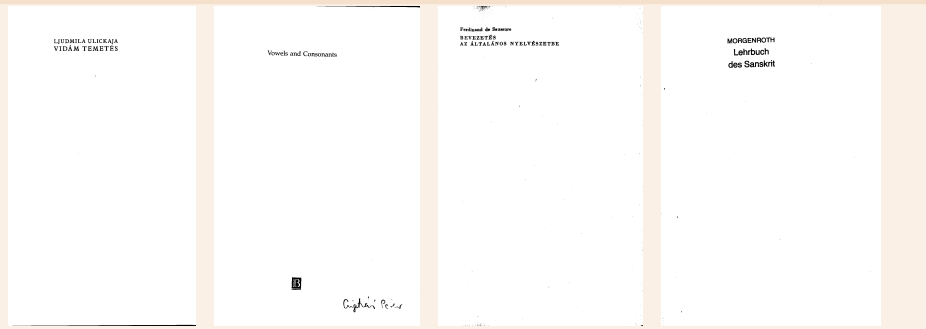 LJUDMILA ULICKAJA
VIDÁM TEMETÉS
Vowels and Consonants
B
Ferdinand de Saussure
BEVEZETÉS
AZ ÁLTALÁNOS NYELVÉSZETBE
MORGENROTH
Lehrbuch
des Sanskrit